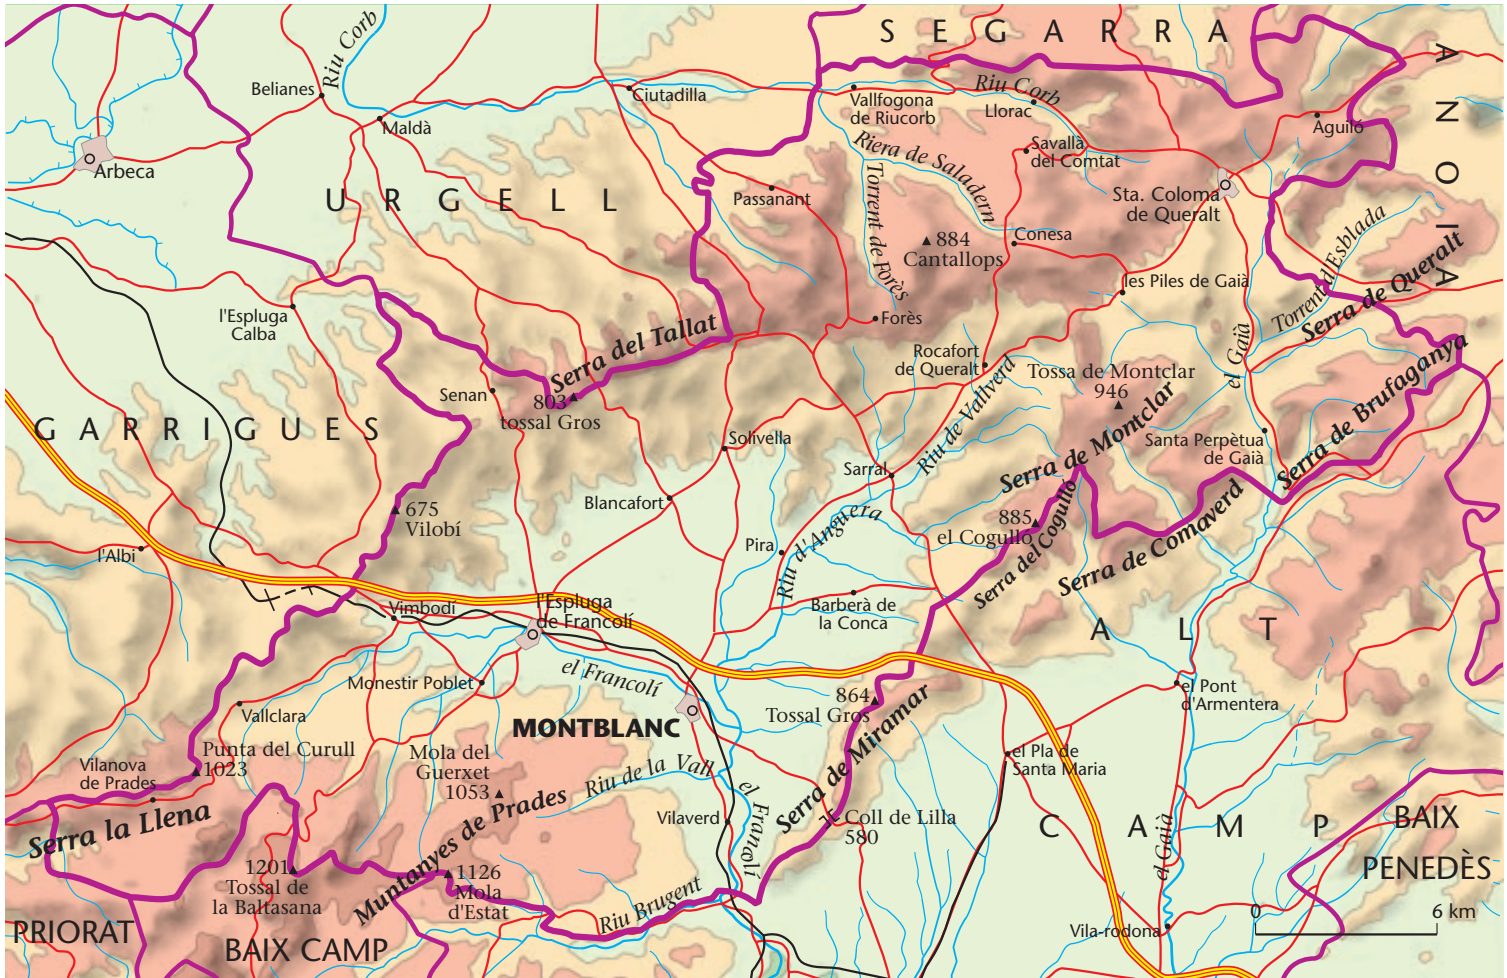 SEGARRA
ANOIA
Riu Corb
Belianes
Maldà
Ciutadilla
Vallfogona
de Riucorb
Riu Corb
Llorac
Aguiló
Arbeca
Savallà
del Comtat
Riera de Saladern
Torrent de Forès
URGELL
Passanant
Sta. Coloma
de Queralt
884
Cantallops
Conesa
Torrent d'Esblada
Serra de Queralt
l'Espluga
Calba
les Piles de Gaià
Forès
Serra del Tallat
el Gaià
Rocafort
de Queralt
Tossa de Montclar
946
Senan
803
tossal Gros
Riu de Vallverd
Serra de Brufaganya
GARRIGUES
Solivella
Santa Perpètua
de Gaià
Serra de Montclar
Sarral
Blancafort
675
Vilobí
885
el Cogulló
Serra del Cogulló
Serra de Comaverd
l'Albi
Pira
Riu d'Anguera
Vimbodí
l'Espluga
de Francolí
Barberà de
la Conca
ALT
el Francolí
Monestir Poblet
864
Tossal Gros
el Pont
d'Armentera
Vallclara
MONTBLANC
Serra de Miramar
Punta del Curull
1023
Mola del
Guerxet
1053
Vilanova
de Prades
Riu de la Vall
el Pla de
Santa Maria
Serra la Llena
Muntanyes de Prades
Vilaverd
el Francolí
Coll de Lilla
580
CAMP
BAIX
PENEDÈS
el Gaià
1201
Tossal de
la Baltasana
1126
Mola
d'Estat
Riu Brugent
PRIORAT
BAIX CAMP
Vila-rodona
0 6 km